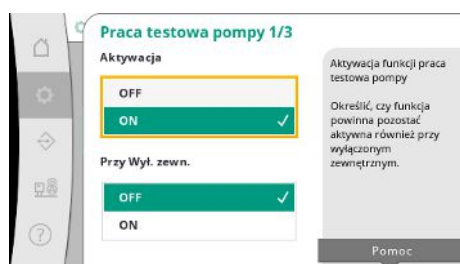 Praca testowa pompy 1/3
Aktywacja
OFF
ON
Przy Wył. zewn.
OFF
ON
Aktywacja funkcji praca
testowa pompy
Określić, czy funkcja
powinna pozostać
aktywna również przy
wyłączonym
zewnętrznym.
Pomoc